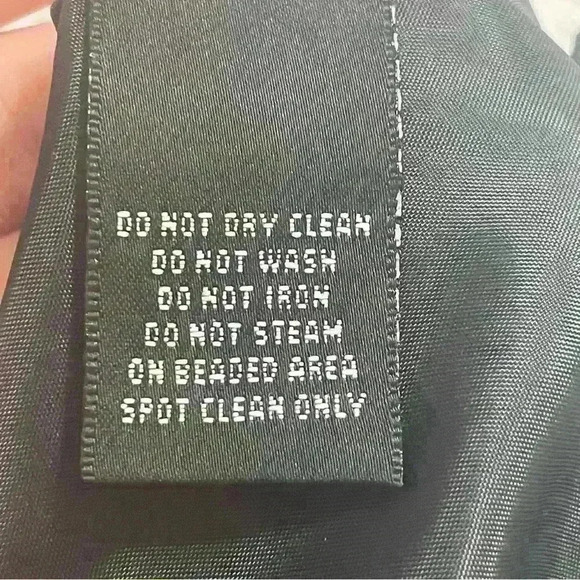 DO NOT DRY CLEAN
DO NOT WASH
DO NOT IRON
DO NOT STEAM
ON BEADED AREA
SPOT CLEAN ONLY